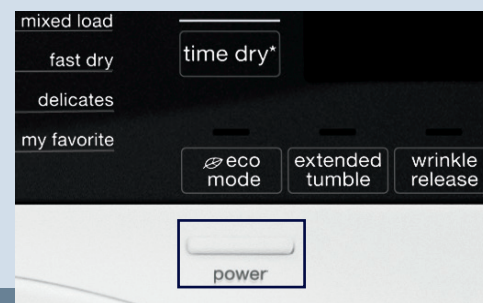 mixed load
fast dry
delicates
my favorite
time dry*
eco
mode
extended
tumble
wrinkle
release
power